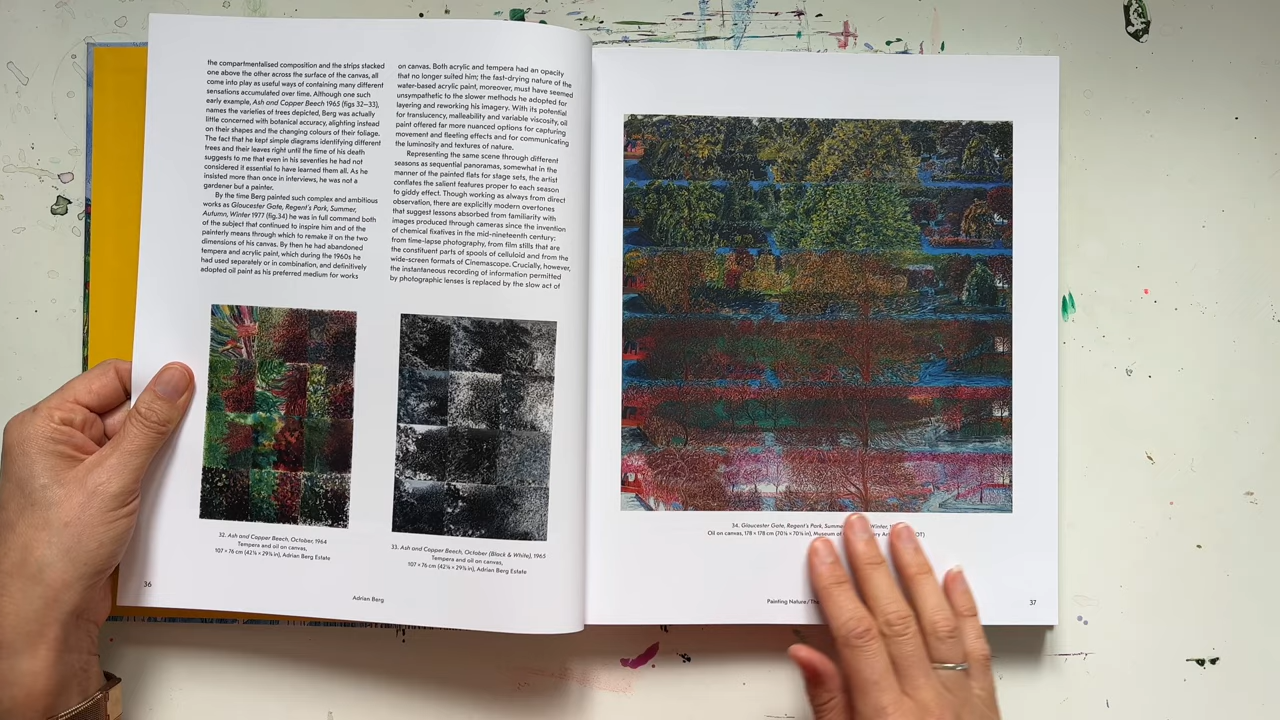 the compartmentalised composition and the strips stacked
one above the other across the surface of the canvas, all
come into play as useful ways of containing many different
sensations accumulated over time. Although one such
early example, Ash and Copper Beech 1965 (figs 32–33),
names the varieties of trees depicted, Berg was actually
little concerned with botanical accuracy, alighting instead
on their shapes and the changing colours of their foliage.
The fact that he kept simple diagrams identifying different
trees and their leaves right until the time of his death
suggests to me that even in his seventies he had not
considered it essential to have learned them all. As he
insisted more than once in interviews, he was not a
gardener but a painter.
By the time Berg painted such complex and ambitious
works as Gloucester Gate, Regent's Park, Summer,
Autumn, Winter 1977 (fig.34) he was in full command both
of the subject that continued to inspire him and of the
painterly means through which to remake it on the two
dimensions of his canvas. By then he had abandoned
tempera and acrylic paint, which during the 1960s he
had used separately or in combination, and definitively
adopted oil paint as his preferred medium for works
on canvas. Both acrylic and tempera had an opacity
that no longer suited him; the fast-drying nature of the
water-based acrylic paint, moreover, must have seemed
unsympathetic to the slower methods he adopted for
layering and reworking his imagery. With its potential
for translucency, malleability and variable viscosity, oil
paint offered far more nuanced options for capturing
movement and fleeting effects and for communicating
the luminosity and textures of nature.
Representing the same scene through different
seasons as sequential panoramas, somewhat in the
manner of the painted flats for stage sets, the artist
conflates the salient features proper to each season
to giddy effect. Though working as always from direct
observation, there are explicitly modern overtones
that suggest lessons absorbed from familiarity with
images produced through cameras since the invention
of chemical fixatives in the mid-nineteenth century:
from time-lapse photography, from film stills that are
the constituent parts of spools of celluloid and from the
wide-screen formats of Cinemascope. Crucially, however,
the instantaneous recording of information permitted
by photographic lenses is replaced by the slow act of
32. Ash and Copper Beech, October, 1964
Tempera and oil on canvas,
107 × 76 cm (42⅛ × 29⅞ in), Adrian Berg Estate
33. Ash and Copper Beech, October (Black & White), 1965
Tempera and oil on canvas,
107 × 76 cm (42⅛ × 29⅞ in), Adrian Berg Estate
36
Adrian Berg
34. Gloucester Gate, Regent's Park, Summer Winter,
Oil on canvas, 178 × 178 cm (70⅛ × 70⅛ in), Museum of
Painting Nature/
37